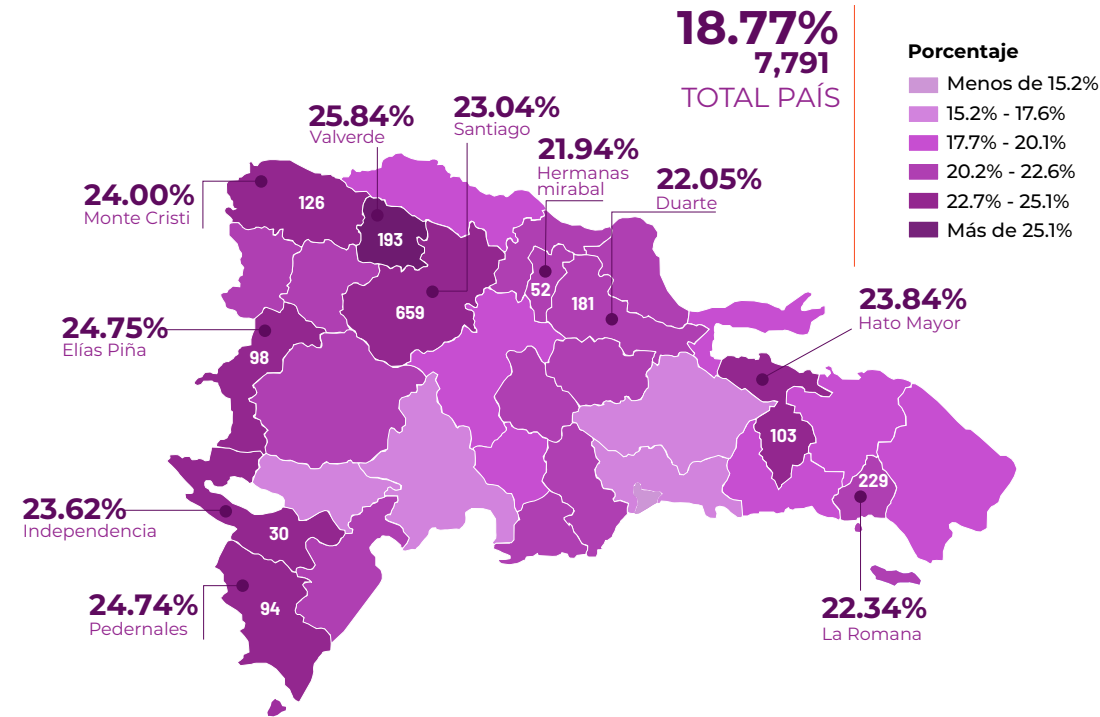 18.77%
7,791
TOTAL PAÍS
Porcentaje
Menos de 15.2%
15.2% - 17.6%
17.7% - 20.1%
20.2% - 22.6%
22.7% - 25.1%
Más de 25.1%
25.84%
Valverde
23.04%
Santiago
21.94%
Hermanas
mirabal
22.05%
Duarte
24.00%
Monte Cristi
126
193
52
181
659
23.84%
Hato Mayor
24.75%
Elías Piña
98
103
229
23.62%
Independencia
30
24.74%
Pedernales
94
22.34%
La Romana